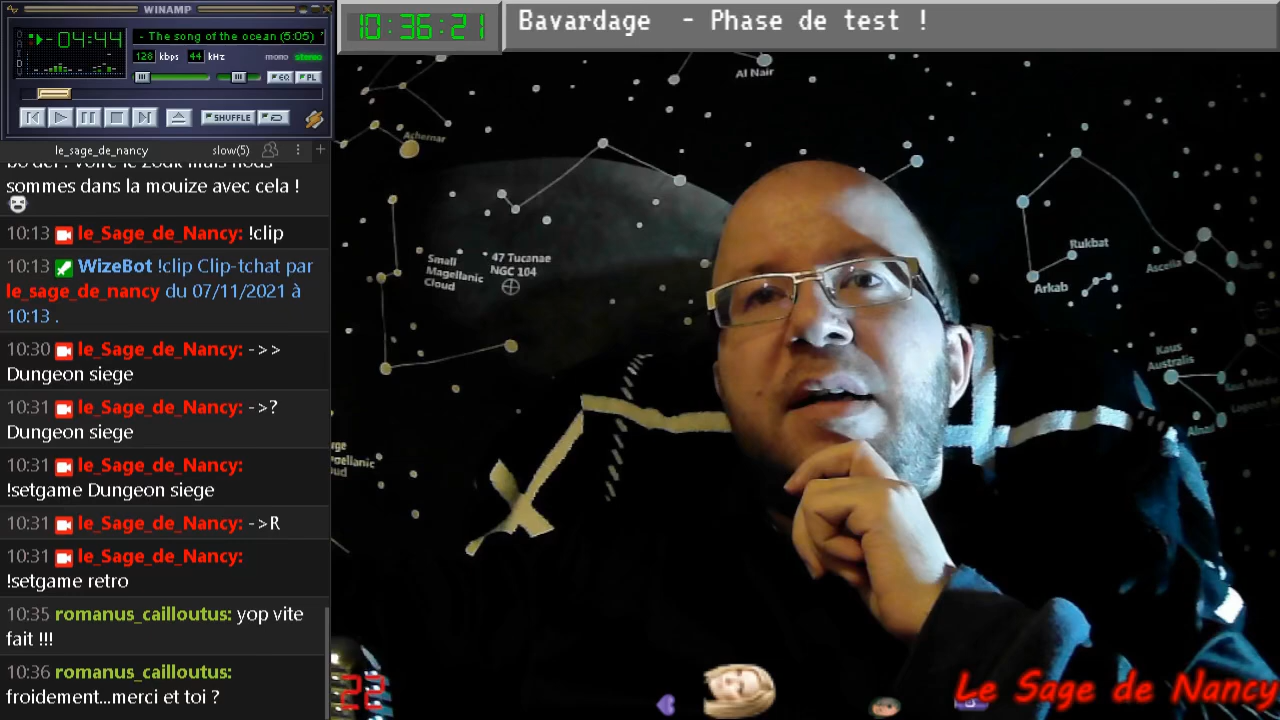 WINAMP
-04:44
- The song of the ocean (5:05)
128 kbps 44 kHz mono stereo
EQ PL
SHUFFLE
le_sage_de_nancy slow(5)
sommes dans la mouize avec cela !
10:13 le_Sage_de_Nancy: !clip
10:13 WizeBot !clip Clip-tchat par
le_sage_de_nancy du 07/11/2021 à
10:13 .
10:30 le_Sage_de_Nancy: ->>
Dungeon siege
10:31 le_Sage_de_Nancy: ->?
Dungeon siege
10:31 le_Sage_de_Nancy:
!setgame Dungeon siege
10:31 le_Sage_de_Nancy: ->R
10:31 le_Sage_de_Nancy:
!setgame retro
10:35 romanus_cailloutus: yop vite
fait !!!
10:36 romanus_cailloutus:
froidement...merci et toi ?
10:36:21
Bavardage - Phase de test !
Al Nair
Achernar
Small
Magellanic
Cloud
47 Tucanae
NGC 104
Rukbat
Ascella
Arkab
Kaus
Australis
22
Le Sage de Nancy